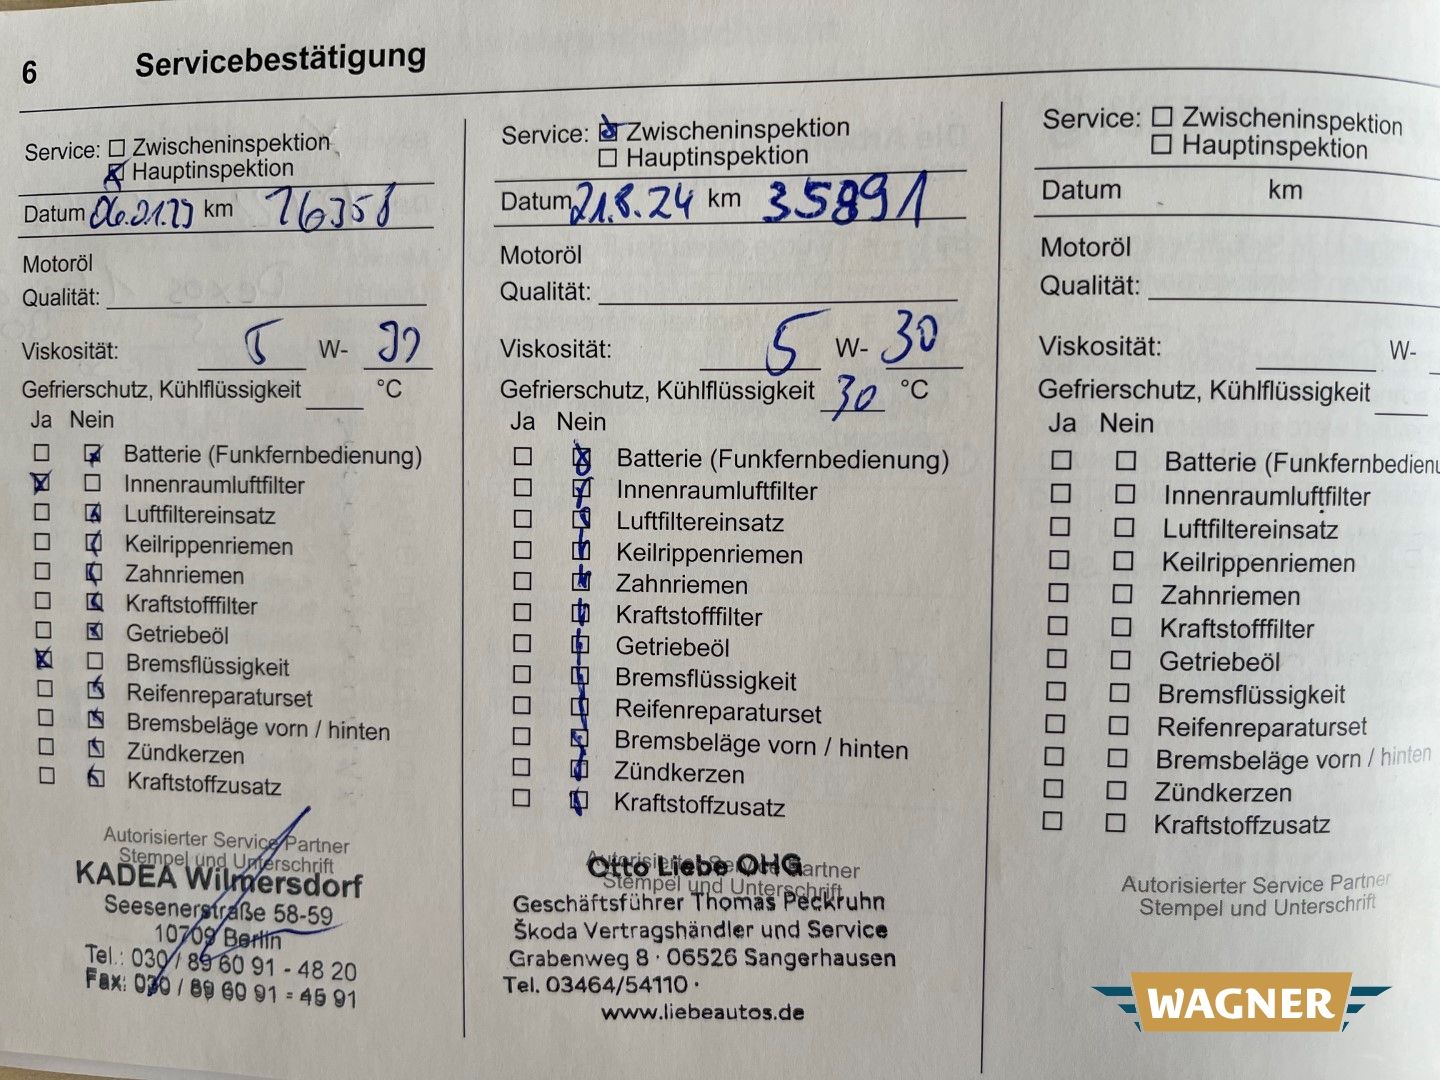 6 Servicebestätigung
Service: Zwischeninspektion
Hauptinspektion
Datum 06.01.23 km 16358
Motoröl
Qualität:
Viskosität: 5 W-
Gefrierschutz, Kühlflüssigkeit °C
Ja Nein
Batterie (Funkfernbedienung)
Innenraumluftfilter
Luftfiltereinsatz
Keilrippenriemen
Zahnriemen
Kraftstofffilter
Getriebeöl
Bremsflüssigkeit
Reifenreparaturset
Bremsbeläge vorn / hinten
Zündkerzen
Kraftstoffzusatz
Autorisierter Service Partner
Stempel und Unterschrift
KADEA Wilmersdorf
Seesenerstraße 58-59
10709 Berlin
Tel.: 030 / 89 60 91 - 48 20
Fax: 030 / 89 60 91 - 45 91
Service: Zwischeninspektion
Hauptinspektion
Datum 21.8.24 km 35891
Motoröl
Qualität:
Viskosität: 5 W- 30
Gefrierschutz, Kühlflüssigkeit 30 °C
Ja Nein
Batterie (Funkfernbedienung)
Innenraumluftfilter
Luftfiltereinsatz
Keilrippenriemen
Zahnriemen
Kraftstofffilter
Getriebeöl
Bremsflüssigkeit
Reifenreparaturset
Bremsbeläge vorn / hinten
Zündkerzen
Kraftstoffzusatz
Autorisierter Service Partner
Stempel und Unterschrift
Otto Liebe OHG
Geschäftsführer Thomas Peckruhn
Škoda Vertragshändler und Service
Grabenweg 8 · 06526 Sangerhausen
Tel. 03464/54110 ·
www.liebeautos.de
Service: Zwischeninspektion
Hauptinspektion
Datum km
Motoröl
Qualität:
Viskosität: W-
Gefrierschutz, Kühlflüssigkeit
Ja Nein
Batterie (Funkfernbedienu
Innenraumluftfilter
Luftfiltereinsatz
Keilrippenriemen
Zahnriemen
Kraftstofffilter
Getriebeöl
Bremsflüssigkeit
Reifenreparaturset
Bremsbeläge vorn / hinten
Zündkerzen
Kraftstoffzusatz
Autorisierter Service Partner
Stempel und Unterschrift
WAGNER